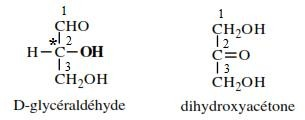 1
CHO
* 2
H-C-OH
3
CH₂OH
D-glycéraldéhyde
1
CH₂OH
2
C=O
3
CH₂OH
dihydroxyacétone